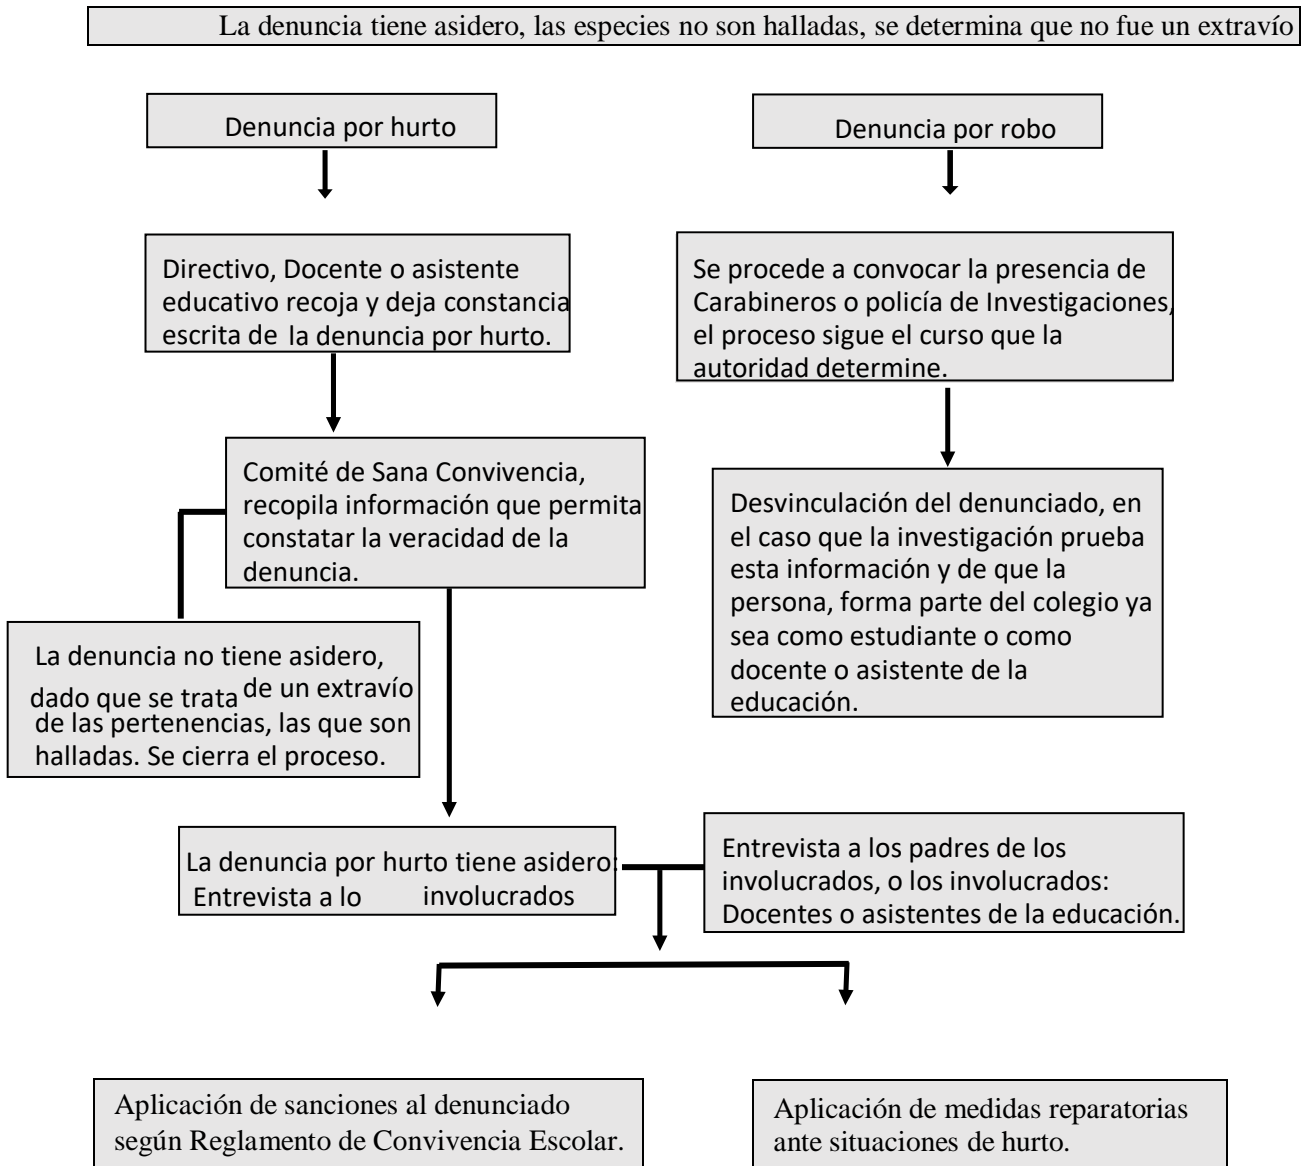 La denuncia tiene asidero, las especies no son halladas, se determina que no fue un extravío
Denuncia por hurto
Denuncia por robo
Directivo, Docente o asistente
educativo recoja y deja constancia
escrita de la denuncia por hurto.
Se procede a convocar la presencia de
Carabineros o policía de Investigaciones,
el proceso sigue el curso que la
autoridad determine.
Comité de Sana Convivencia,
recopila información que permita
constatar la veracidad de la
denuncia.
Desvinculación del denunciado, en
el caso que la investigación prueba
esta información y de que la
persona, forma parte del colegio ya
sea como estudiante o como
docente o asistente de la
educación.
La denuncia no tiene asidero,
dado que se trata de un extravío
de las pertenencias, las que son
halladas. Se cierra el proceso.
La denuncia por hurto tiene asidero:
Entrevista a lo involucrados
Entrevista a los padres de los
involucrados, o los involucrados:
Docentes o asistentes de la educación.
Aplicación de sanciones al denunciado
según Reglamento de Convivencia Escolar.
Aplicación de medidas reparatorias
ante situaciones de hurto.